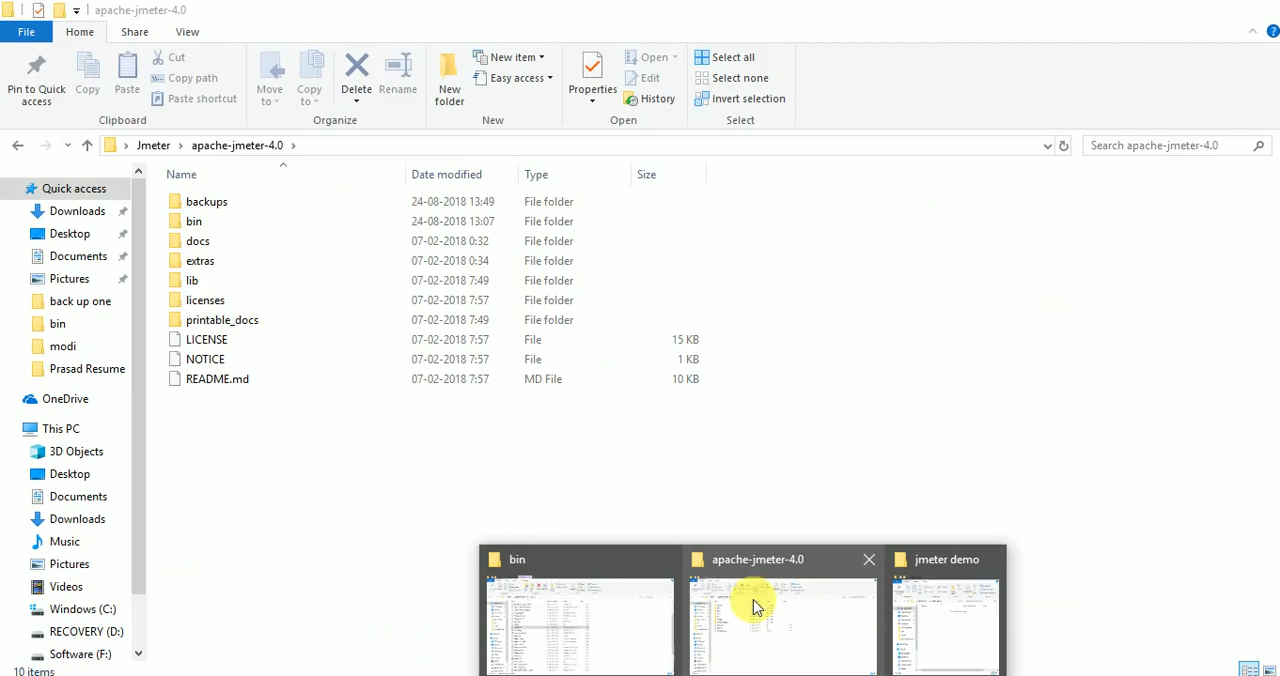 apache-jmeter-4.0
File Home Share View
Pin to Quick access
Copy
Paste
Cut
Copy path
Paste shortcut
Clipboard
Move to
Copy to
Delete
Rename
Organize
New folder
New item
Easy access
New
Properties
Open
Edit
History
Open
Select all
Select none
Invert selection
Select
Jmeter › apache-jmeter-4.0 ›
Search apache-jmeter-4.0
Quick access
Downloads
Desktop
Documents
Pictures
back up one
bin
modi
Prasad Resume
OneDrive
This PC
3D Objects
Desktop
Documents
Downloads
Music
Pictures
Videos
Windows (C:)
RECOVERY (D:)
Software (F:)
Name Date modified Type Size
backups 24-08-2018 13:49 File folder
bin 24-08-2018 13:07 File folder
docs 07-02-2018 0:32 File folder
extras 07-02-2018 0:34 File folder
lib 07-02-2018 7:49 File folder
licenses 07-02-2018 7:57 File folder
printable_docs 07-02-2018 7:49 File folder
LICENSE 07-02-2018 7:57 File 15 KB
NOTICE 07-02-2018 7:57 File 1 KB
README.md 07-02-2018 7:57 MD File 10 KB
bin
apache-jmeter-4.0
jmeter demo
10 items